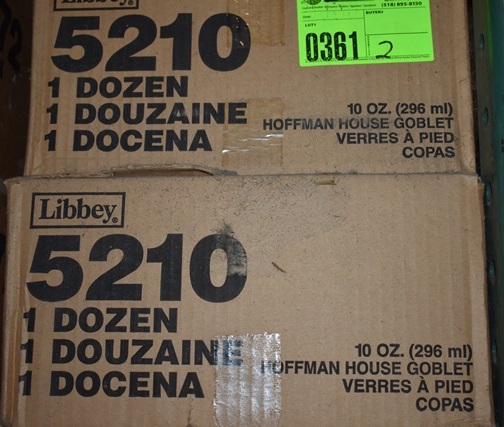 Libbey®
5210
1 DOZEN
1 DOUZAINE
1 DOCENA
10 OZ. (296 ml)
HOFFMAN HOUSE GOBLET
VERRES À PIED
COPAS
(518) 895-8150
LOT#
BUYER#
0361
2
Libbey®
5210
1 DOZEN
1 DOUZAINE
1 DOCENA
10 OZ. (296 ml)
HOFFMAN HOUSE GOBLET
VERRES À PIED
COPAS